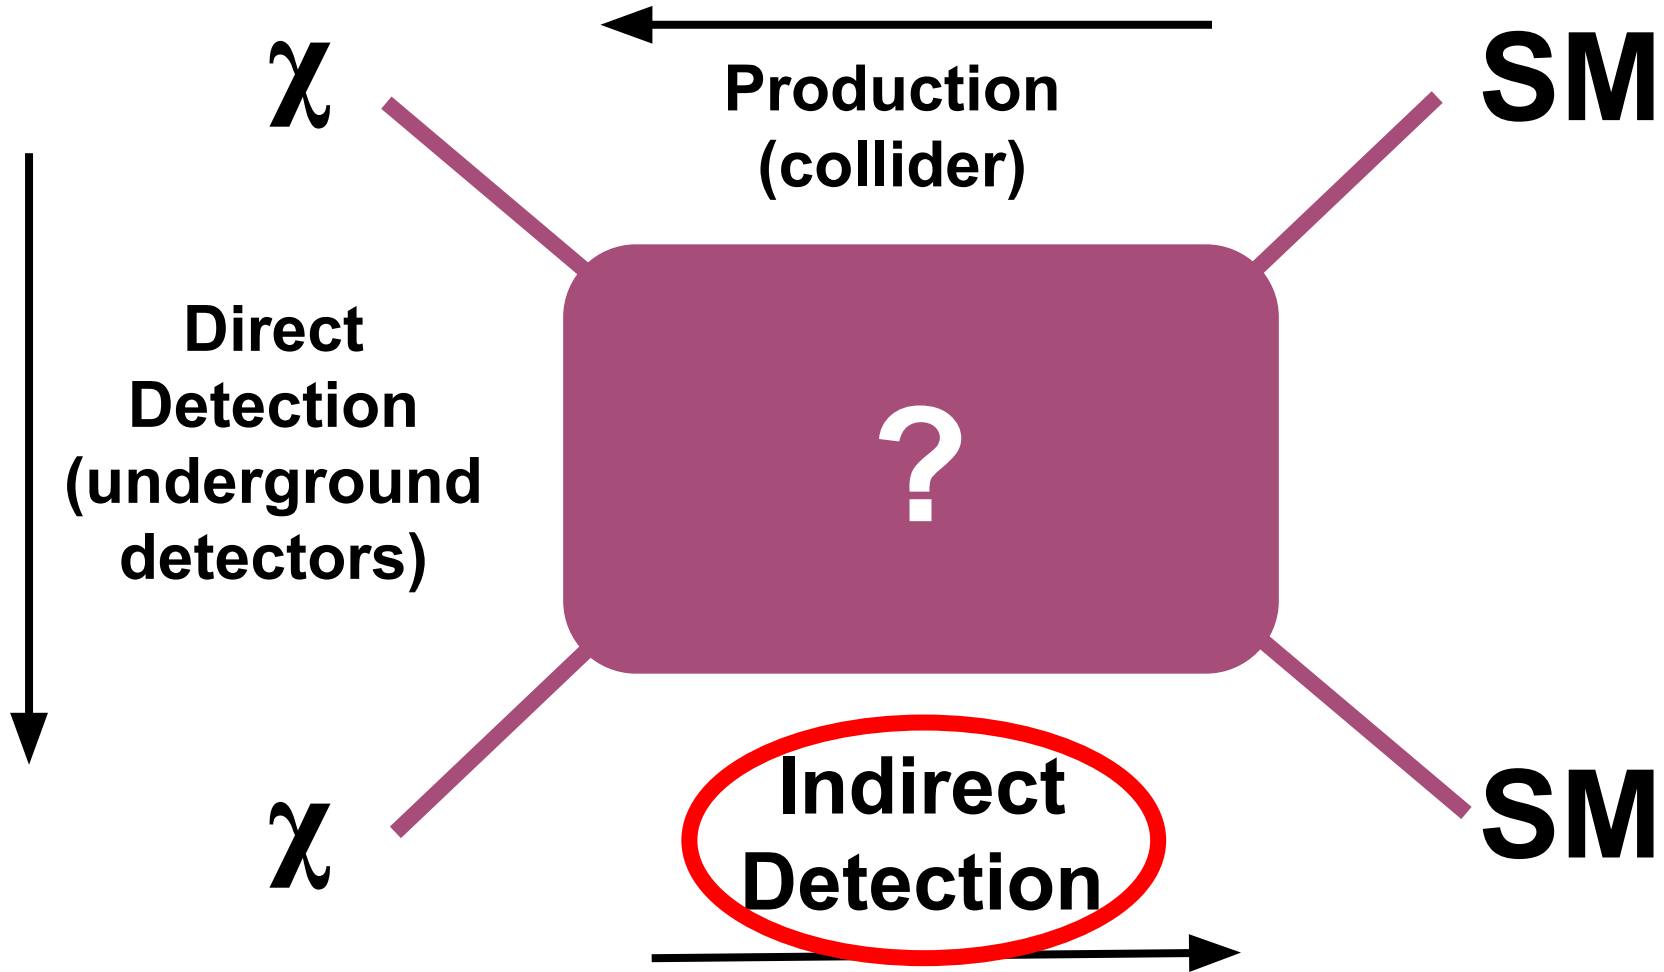 χ
Production
(collider)
SM
Direct
Detection
(underground
detectors)
?
χ
Indirect
Detection
SM